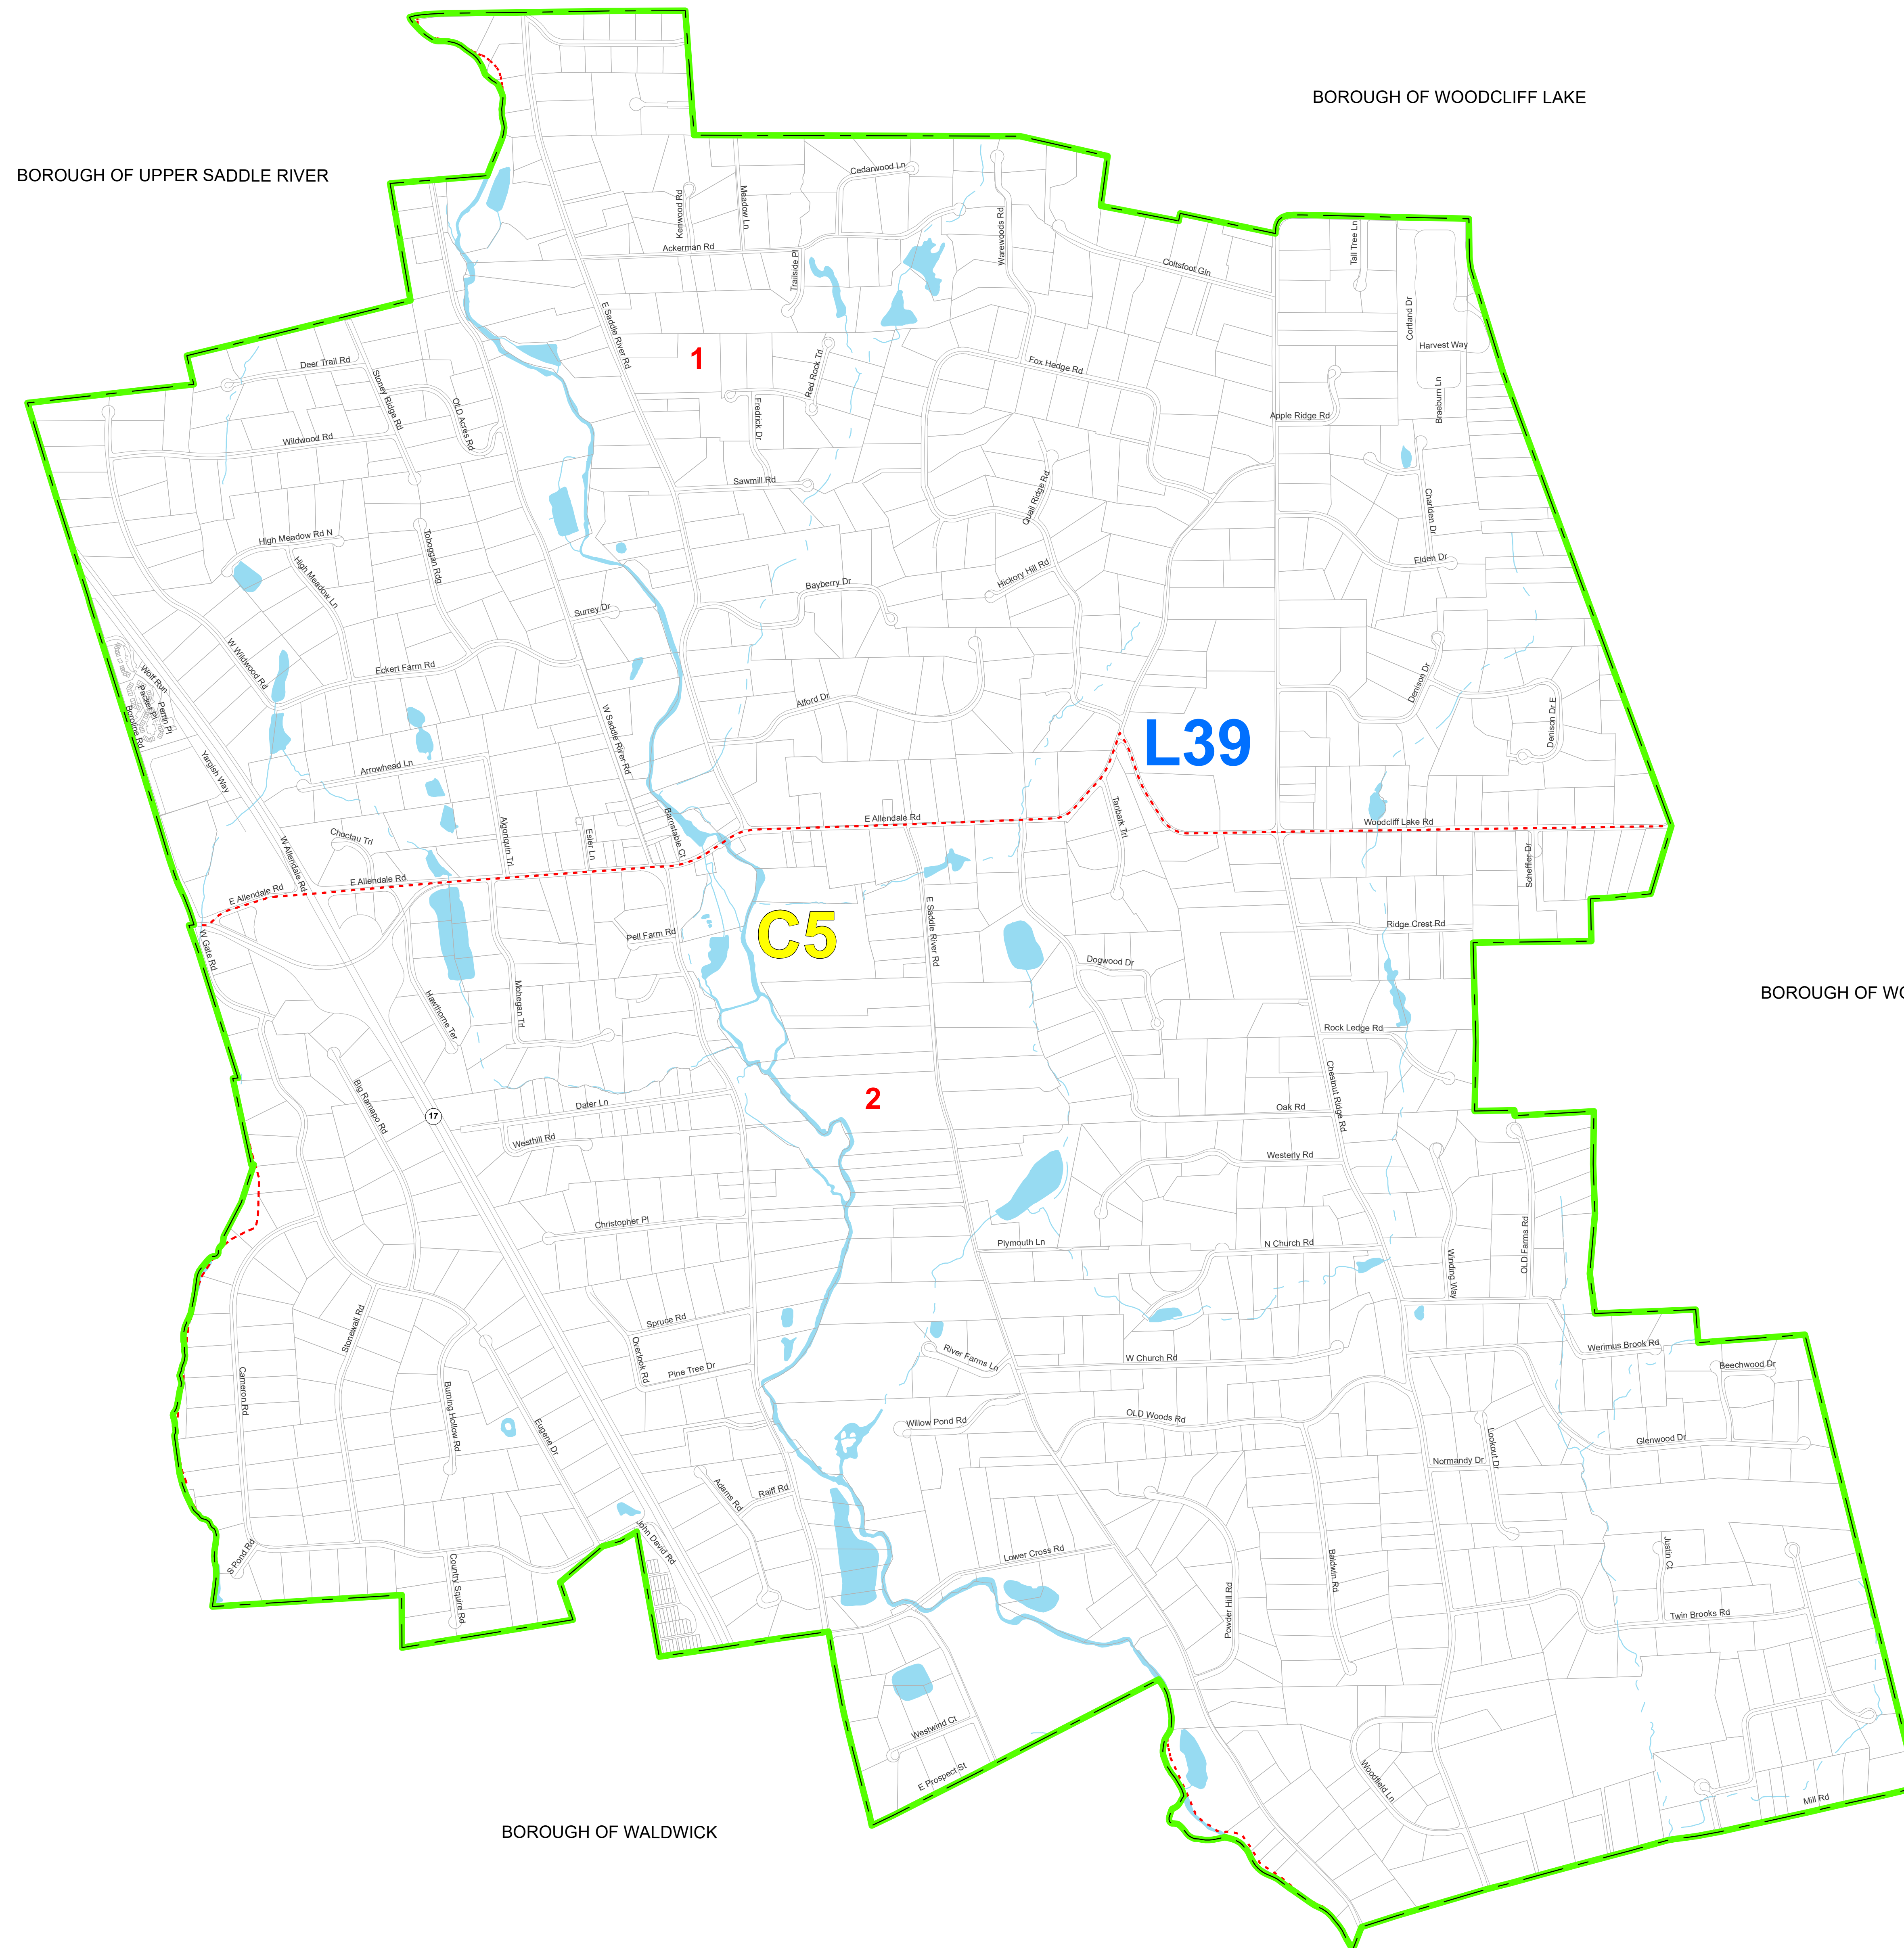 BOROUGH OF WOODCLIFF LAKE
BOROUGH OF UPPER SADDLE RIVER
Cedarwood Ln
Kenwood Rd
Meadow Ln
Warewoods Rd
Ackerman Rd
Trailside Pl
Coltsfoot Gln
Tall Tree Ln
Cortland Dr
Harvest Way
Braeburn Ln
E Saddle River Rd
1
Deer Trail Rd
Stoney Ridge Rd
OLD Acres Rd
Wildwood Rd
Red Rock Trl
Fredrick Dr
Fox Hedge Rd
Apple Ridge Rd
Sawmill Rd
Quail Ridge Rd
Charlden Dr
High Meadow Rd N
High Meadow Ln
Toboggan Rdg
Elden Dr
Hickory Hill Rd
Bayberry Dr
Surrey Dr
W Wildwood Rd
Eckert Farm Rd
Wolf Run
Packer Pl
Perrin Pl
Boroline Rd
Alford Dr
Denison Dr
Denison Dr E
W Saddle River Rd
L39
Yargish Way
Arrowhead Ln
Tanbark Trl
E Allendale Rd
Woodcliff Lake Rd
Choctau Trl
Algonquin Trl
Esler Ln
Barnstable Ct
W Allendale Rd
Scheffler Dr
E Allendale Rd
E Allendale Rd
C5
E Saddle River Rd
W Gate Rd
Pell Farm Rd
Ridge Crest Rd
Dogwood Dr
Mohegan Trl
Hawthorne Ter
Rock Ledge Rd
BOROUGH OF WO
Big Ramapo Rd
17
2
Chestnut Ridge Rd
Dater Ln
Oak Rd
Westhill Rd
Westerly Rd
Christopher Pl
Plymouth Ln
N Church Rd
Winding Way
OLD Farms Rd
Stonewall Rd
Spruce Rd
Overlook Rd
Pine Tree Dr
River Farms Ln
W Church Rd
Werimus Brook Rd
Beechwood Dr
Cameron Rd
Burning Hollow Rd
Eugene Dr
Willow Pond Rd
OLD Woods Rd
Lookout Dr
Glenwood Dr
Normandy Dr
Adams Rd
Raiff Rd
John David Rd
S Pond Rd
Country Squire Rd
Lower Cross Rd
Powder Hill Rd
Baldwin Rd
Justin Ct
Twin Brooks Rd
Westwind Ct
E Prospect St
Woodfield Ln
Mill Rd
BOROUGH OF WALDWICK